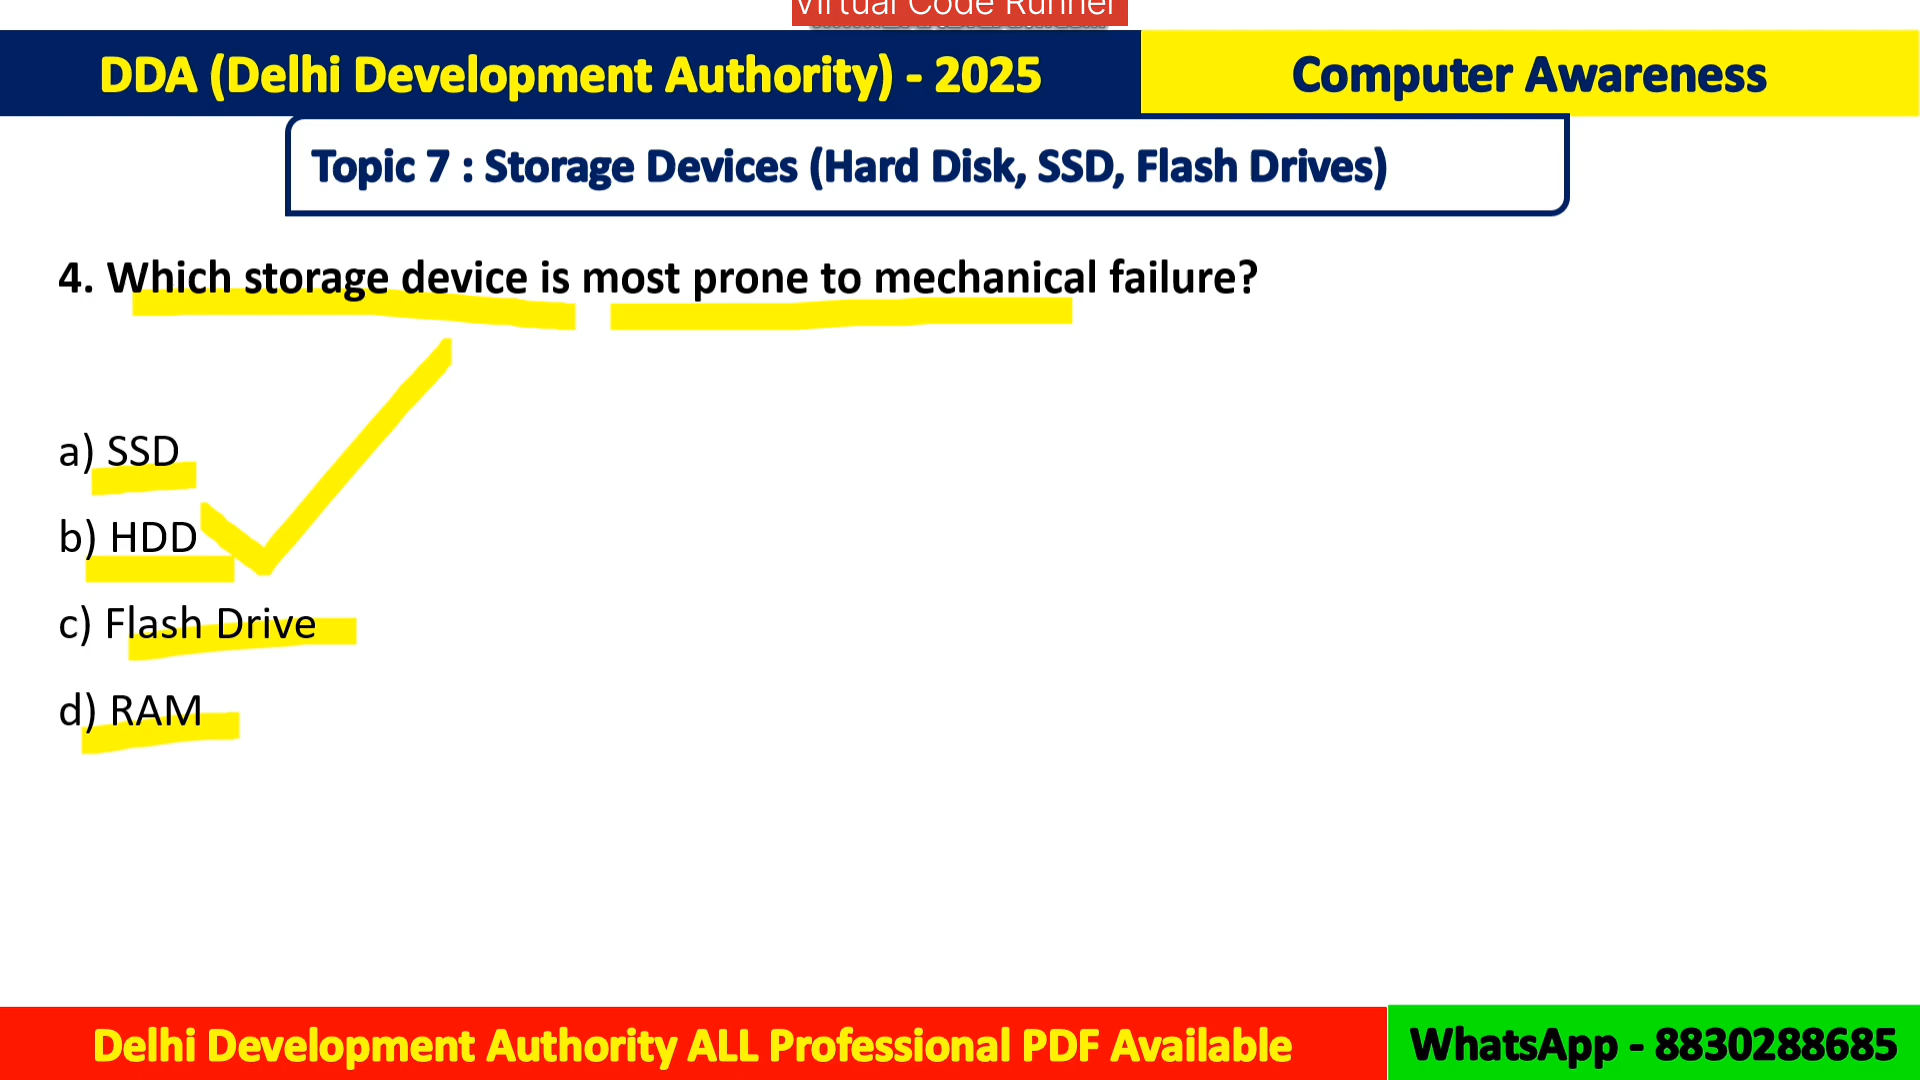 Virtual Code Runner
DDA (Delhi Development Authority) - 2025
Computer Awareness
Topic 7 : Storage Devices (Hard Disk, SSD, Flash Drives)
4. Which storage device is most prone to mechanical failure?
a) SSD
b) HDD
c) Flash Drive
d) RAM
Delhi Development Authority ALL Professional PDF Available
WhatsApp - 8830288685